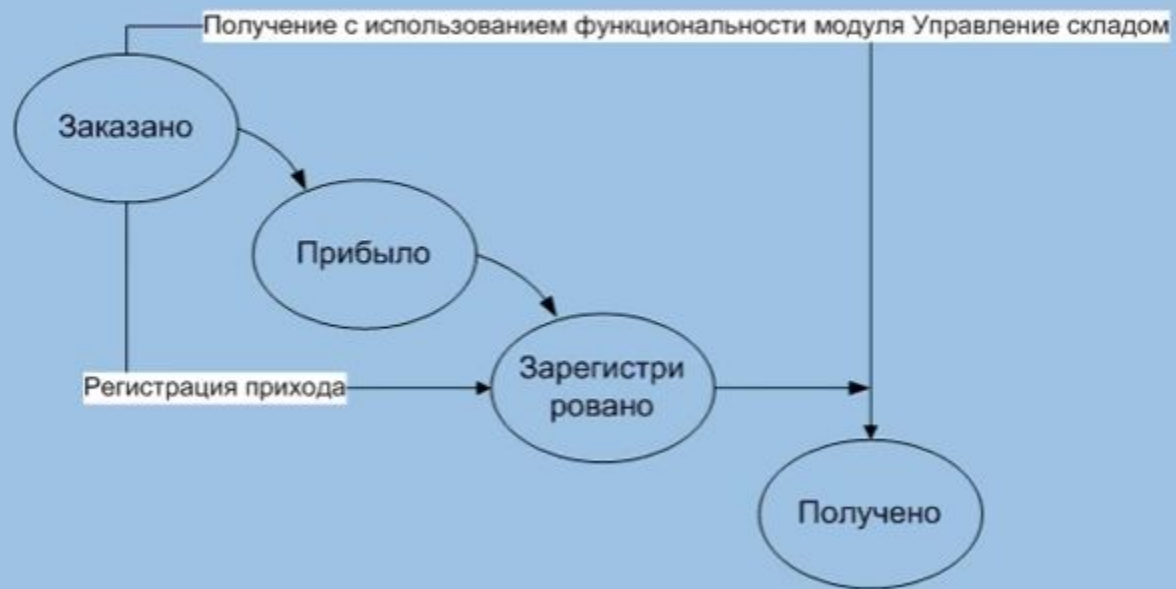 Получение с использованием функциональности модуля Управление складом
Заказано
Прибыло
Зарегистри
ровано
Регистрация прихода
Получено